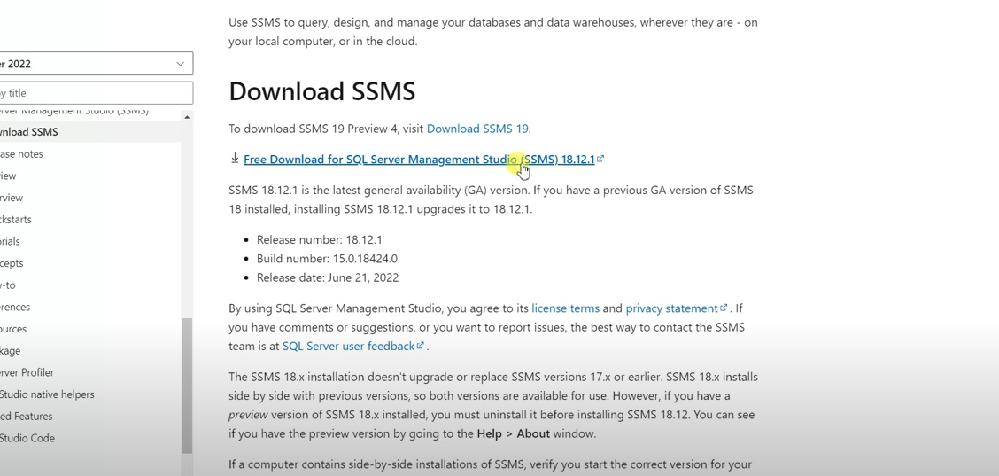 Use SSMS to query, design, and manage your databases and data warehouses, wherever they are - on
your local computer, or in the cloud.
er 2022
y title
erver Management Studio (SSMS)
wnload SSMS
ase notes
iew
rview
ckstarts
orials
cepts
v-to
erences
ources
kage
erver Profiler
Studio native helpers
ed Features
Studio Code
Download SSMS
To download SSMS 19 Preview 4, visit Download SSMS 19.
Free Download for SQL Server Management Studio (SSMS) 18.12.1
SSMS 18.12.1 is the latest general availability (GA) version. If you have a previous GA version of SSMS
18 installed, installing SSMS 18.12.1 upgrades it to 18.12.1.
• Release number: 18.12.1
• Build number: 15.0.18424.0
• Release date: June 21, 2022
By using SQL Server Management Studio, you agree to its license terms and privacy statement. If
you have comments or suggestions, or you want to report issues, the best way to contact the SSMS
team is at SQL Server user feedback.
The SSMS 18.x installation doesn't upgrade or replace SSMS versions 17.x or earlier. SSMS 18.x installs
side by side with previous versions, so both versions are available for use. However, if you have a
preview version of SSMS 18.x installed, you must uninstall it before installing SSMS 18.12. You can see
if you have the preview version by going to the Help > About window.
If a computer contains side-by-side installations of SSMS, verify you start the correct version for your